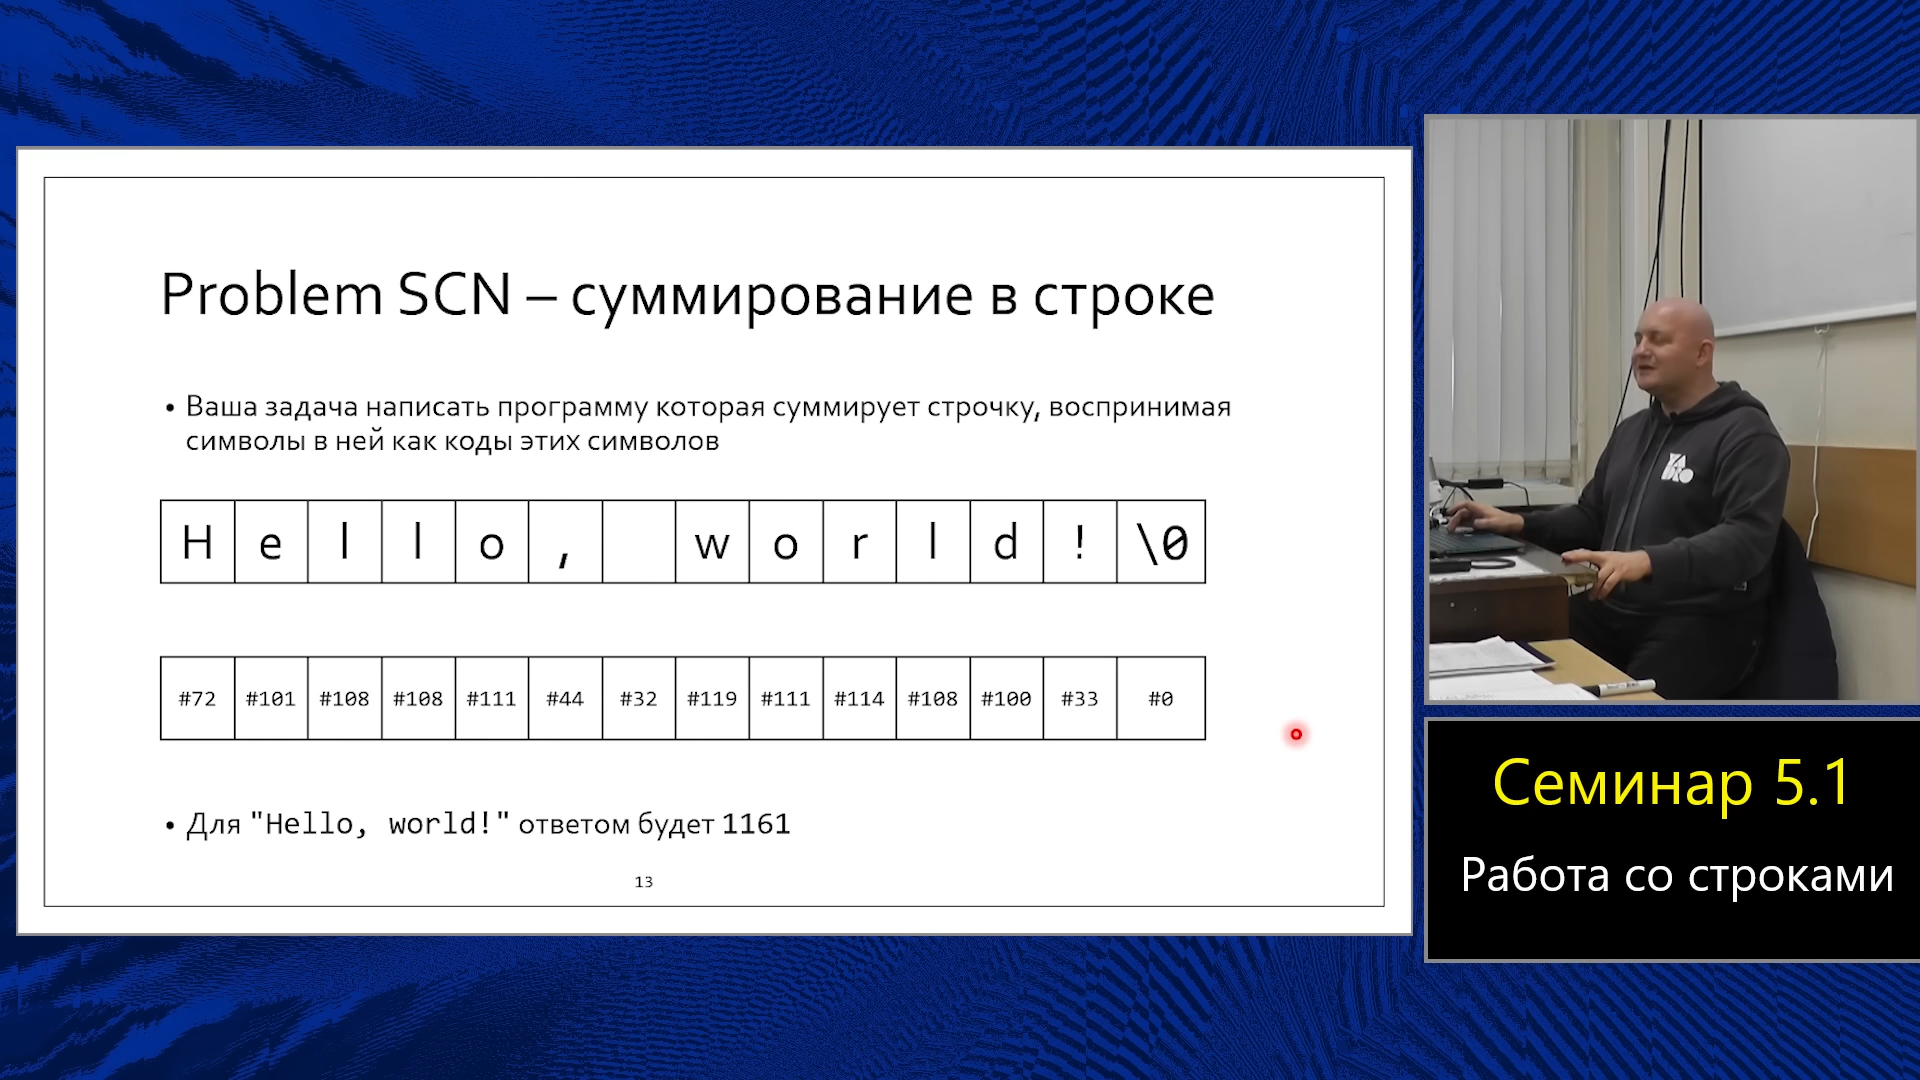 Problem SCN – суммирование в строке
• Ваша задача написать программу которая суммирует строчку, воспринимая
символы в ней как коды этих символов
H e l l o , w o r l d ! \0
#72 #101 #108 #108 #111 #44 #32 #119 #111 #114 #108 #100 #33 #0
• Для "Hello, world!" ответом будет 1161
13
Семинар 5.1
Работа со строками